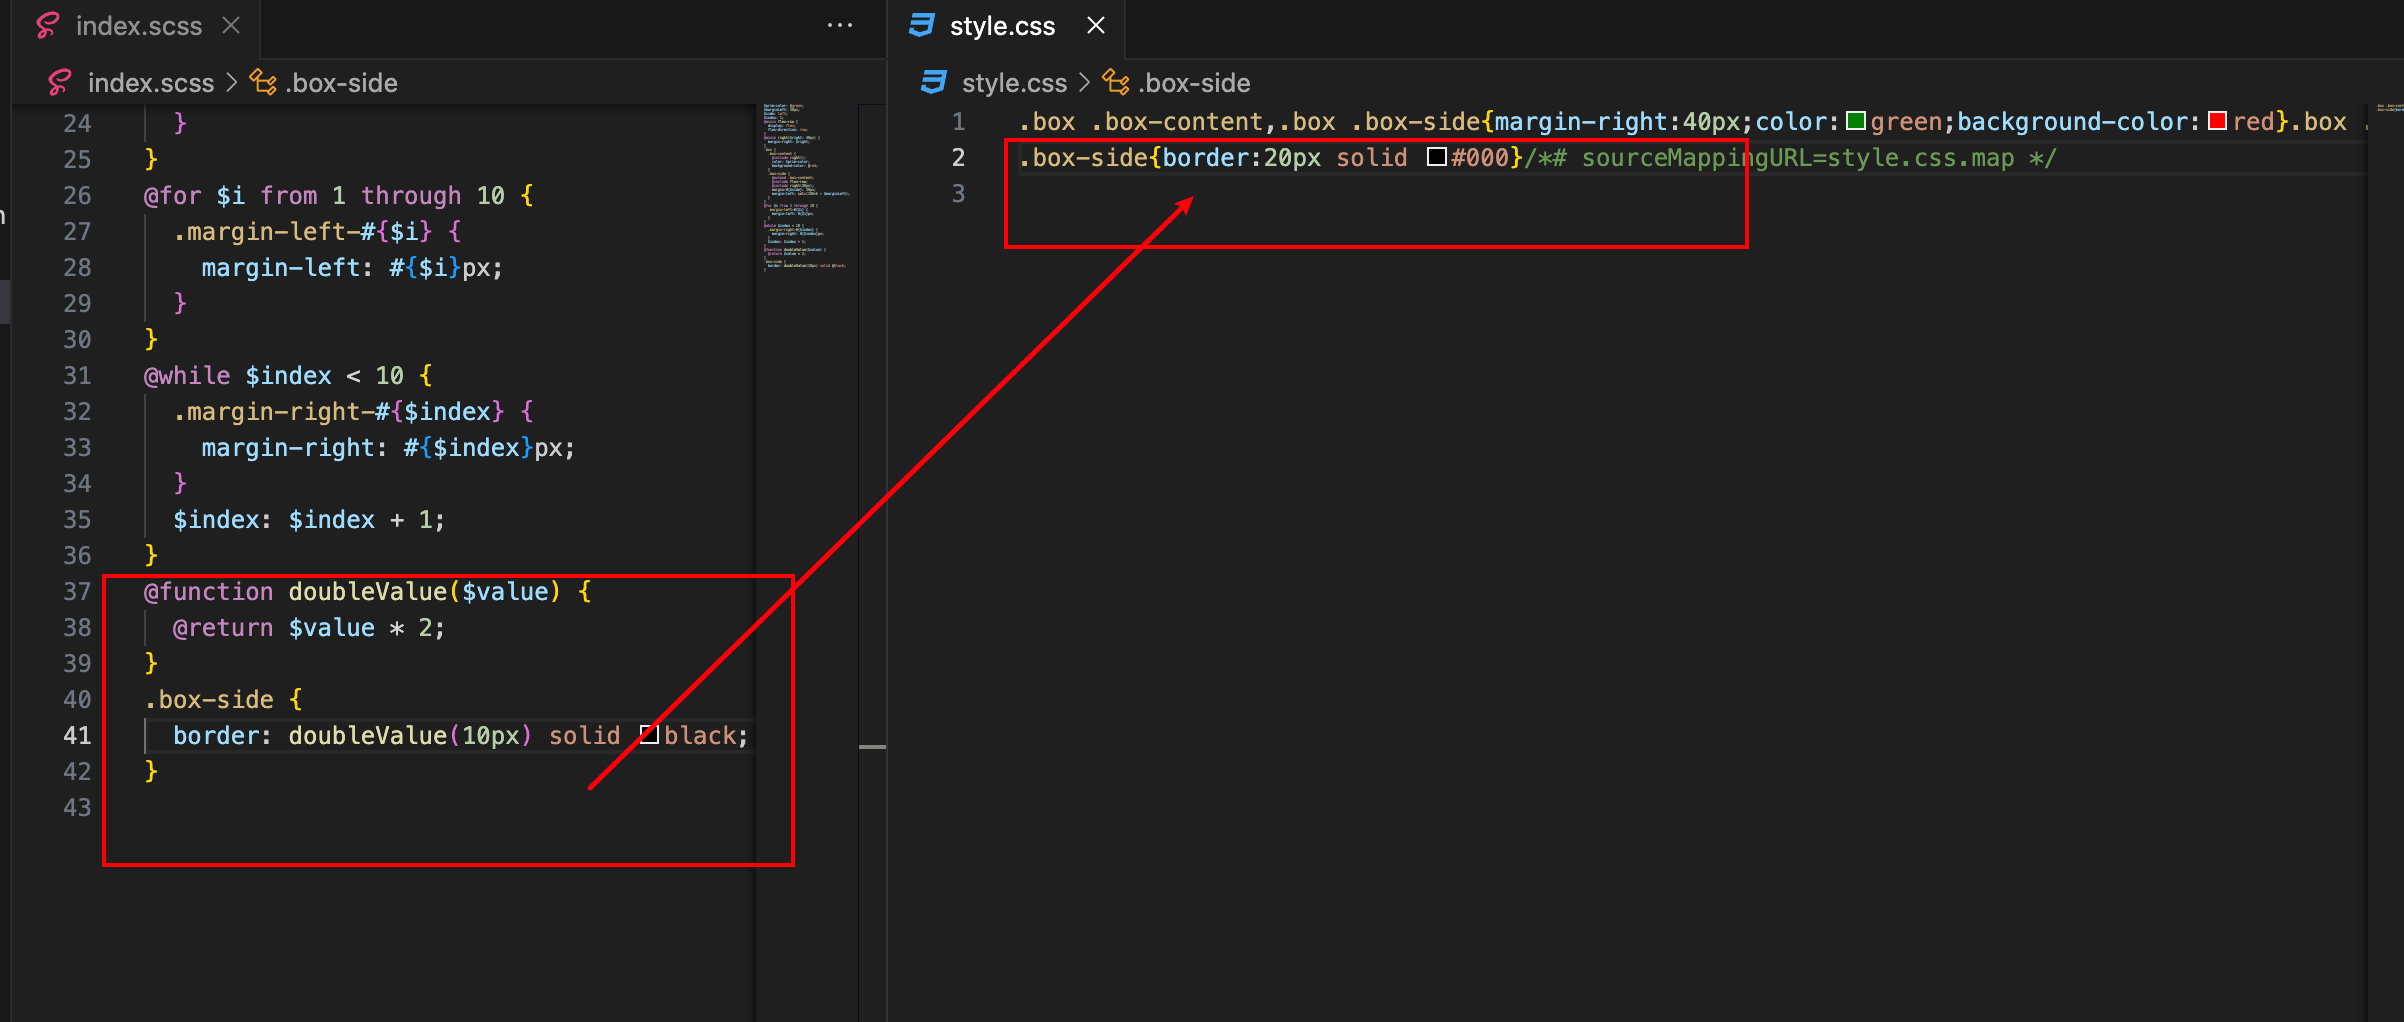 index.scss
style.css
index.scss > .box-side
style.css > .box-side
24 }
25 }
26 @for $i from 1 through 10 {
27 .margin-left-#{$i} {
28 margin-left: #{$i}px;
29 }
30 }
31 @while $index < 10 {
32 .margin-right-#{$index} {
33 margin-right: #{$index}px;
34 }
35 $index: $index + 1;
36 }
37 @function doubleValue($value) {
38 @return $value * 2;
39 }
40 .box-side {
41 border: doubleValue(10px) solid black;
42 }
43
1 .box .box-content,.box .box-side{margin-right:40px;color:green;background-color:red}.box
2 .box-side{border:20px solid #000}/*# sourceMappingURL=style.css.map */
3